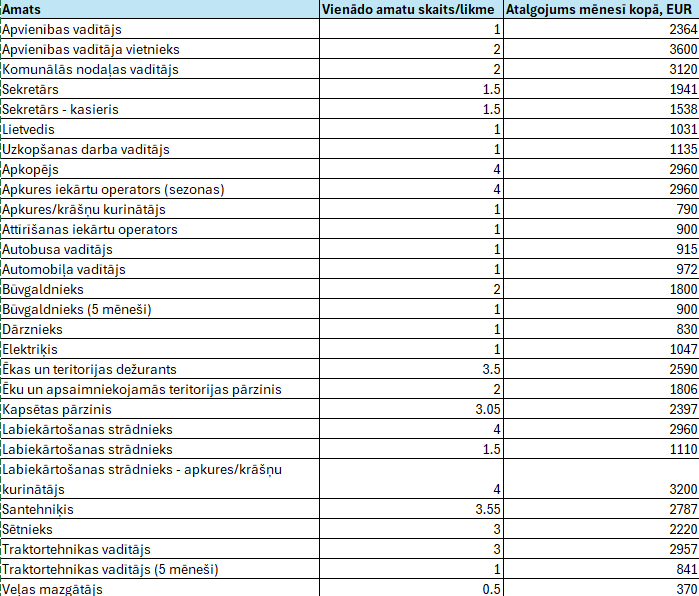 Amats Vienādo amatu skaits/likme Atalgojums mēnesī kopā, EUR
Apvienības vadītājs 1 2364
Apvienības vadītāja vietnieks 2 3600
Komunālās nodaļas vadītājs 2 3120
Sekretārs 1.5 1941
Sekretārs - kasieris 1.5 1538
Lietvedis 1 1031
Uzkopšanas darba vadītājs 1 1135
Apkopējs 4 2960
Apkures iekārtu operators (sezonas) 4 2960
Apkures/krāšņu kurinātājs 1 790
Attīrīšanas iekārtu operators 1 900
Autobusa vadītājs 1 915
Automobiļa vadītājs 1 972
Būvgaldnieks 2 1800
Būvgaldnieks (5 mēneši) 1 900
Dārznieks 1 830
Elektriķis 1 1047
Ēkas un teritorijas dežurants 3.5 2590
Ēku un apsaimniekojamās teritorijas pārzinis 2 1806
Kapsētas pārzinis 3.05 2397
Labiekārtošanas strādnieks 4 2960
Labiekārtošanas strādnieks 1.5 1110
Labiekārtošanas strādnieks - apkures/krāšņu
kurinātājs 4 3200
Santehniķis 3.55 2787
Sētnieks 3 2220
Traktortehnikas vadītājs 3 2957
Traktortehnikas vadītājs (5 mēneši) 1 841
Veļas mazgātājs 0.5 370